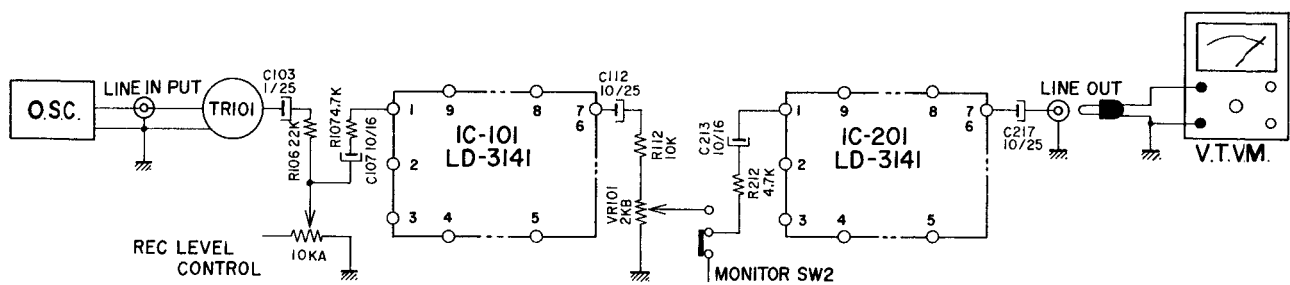 O.S.C.
LINE IN PUT
TR101
C103
1/25
R106 22K
R107 4.7K
C107 10/16
REC LEVEL
CONTROL
10KA
1
9
8
7
6
2
3
4
5
IC-101
LD-3141
C112
10/25
R112
10K
VR101
2KB
C213
10/16
R212
4.7K
MONITOR SW2
1
9
8
7
6
2
3
4
5
IC-201
LD-3141
C217
10/25
LINE OUT
V.T.V.M.